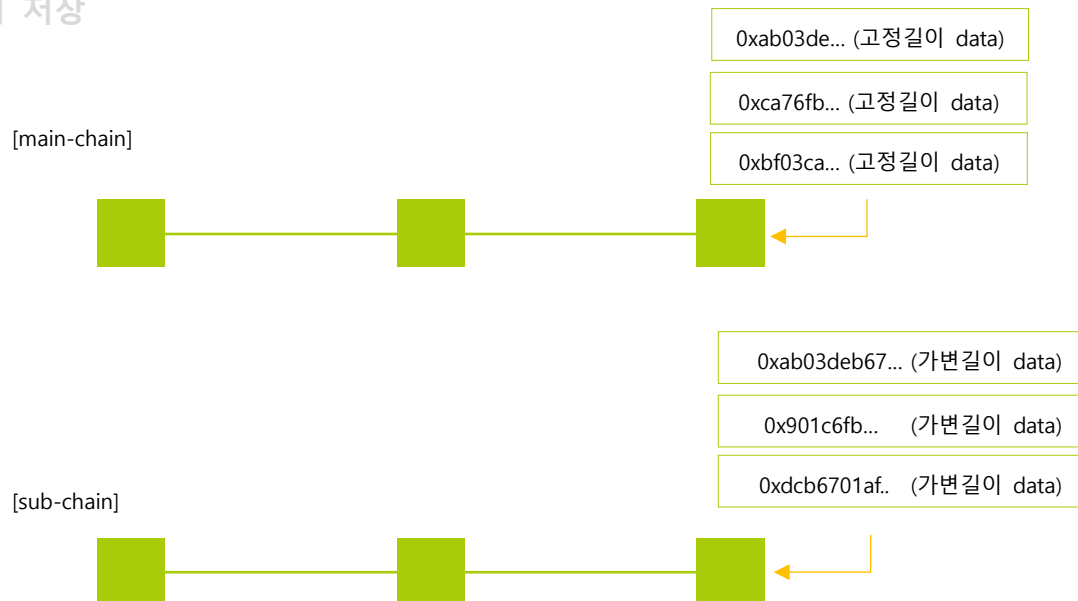 저장
0xab03de... (고정길이 data)
0xca76fb... (고정길이 data)
[main-chain]
0xbf03ca... (고정길이 data)
0xab03deb67... (가변길이 data)
0x901c6fb... (가변길이 data)
0xdcb6701af.. (가변길이 data)
[sub-chain]